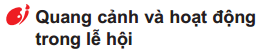 Quang cảnh và hoạt động
trong lễ hội